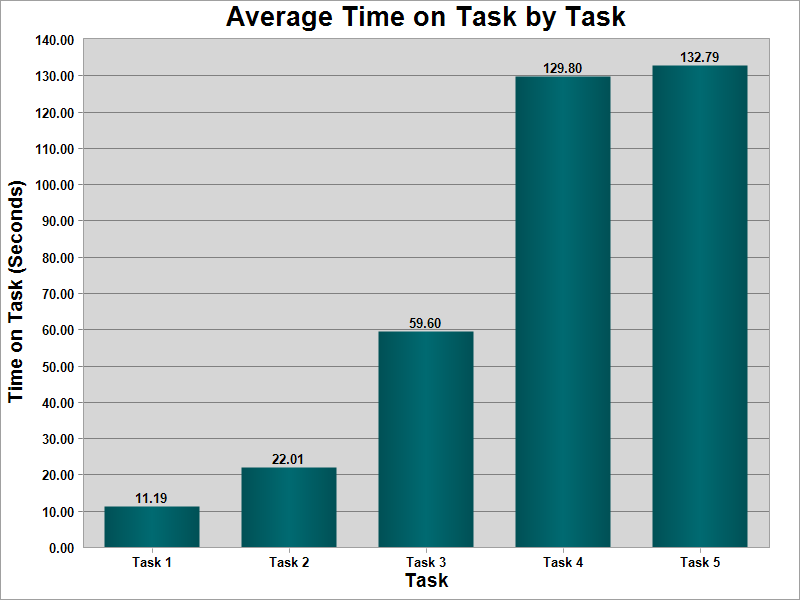 Average Time on Task by Task
Time on Task (Seconds)
140.00
130.00
120.00
110.00
100.00
90.00
80.00
70.00
60.00
50.00
40.00
30.00
20.00
10.00
0.00
11.19
22.01
59.60
129.80
132.79
Task 1
Task 2
Task 3
Task 4
Task 5
Task